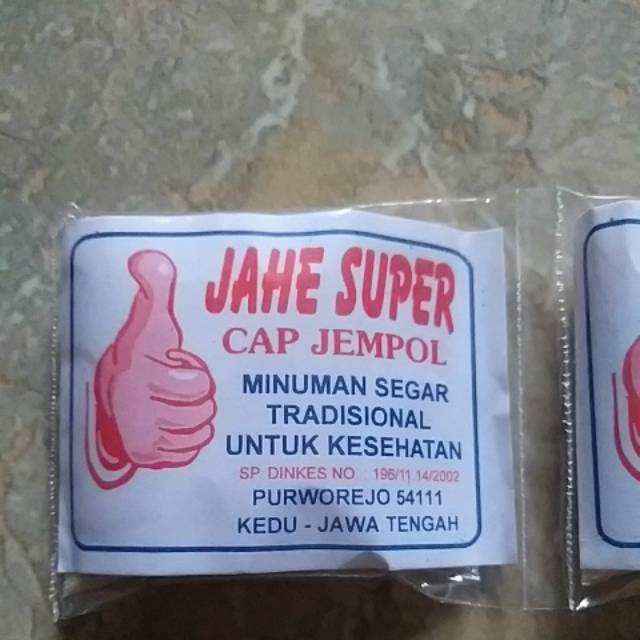 JAHE SUPER
CAP JEMPOL
MINUMAN SEGAR
TRADISIONAL
UNTUK KESEHATAN
SP. DINKES NO. : 196/11.14/2002
PURWOREJO 54111
KEDU - JAWA TENGAH